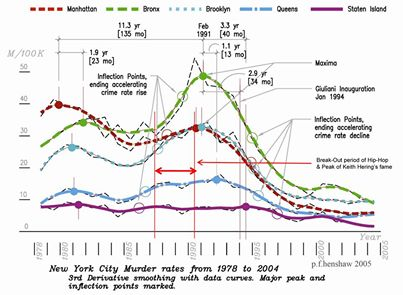 Manhattan Bronx Brooklyn Queens Staten Island
11.3 yr
[135 mo]
Feb
1991
3.3 yr
[40 mo]
M/100K
1.9 yr
[23 mo]
1.1 yr
[13 mo]
2.9 yr
[34 mo]
Maxima
Inflection Points,
ending accelerating
crime rate rise
Giuliani Inauguration
Jan 1994
Inflection Points,
ending accelerating
crime rate decline
Break-Out period of Hip-Hop
& Peak of Keith Hering's fame
50
40
30
20
10
0
1978
1980
1985
1990
1995
2000
2005
Year
p.f.henshaw 2005
New York City Murder rates from 1978 to 2004
3rd Derivative smoothing with data curves. Major peak and
inflection points marked.